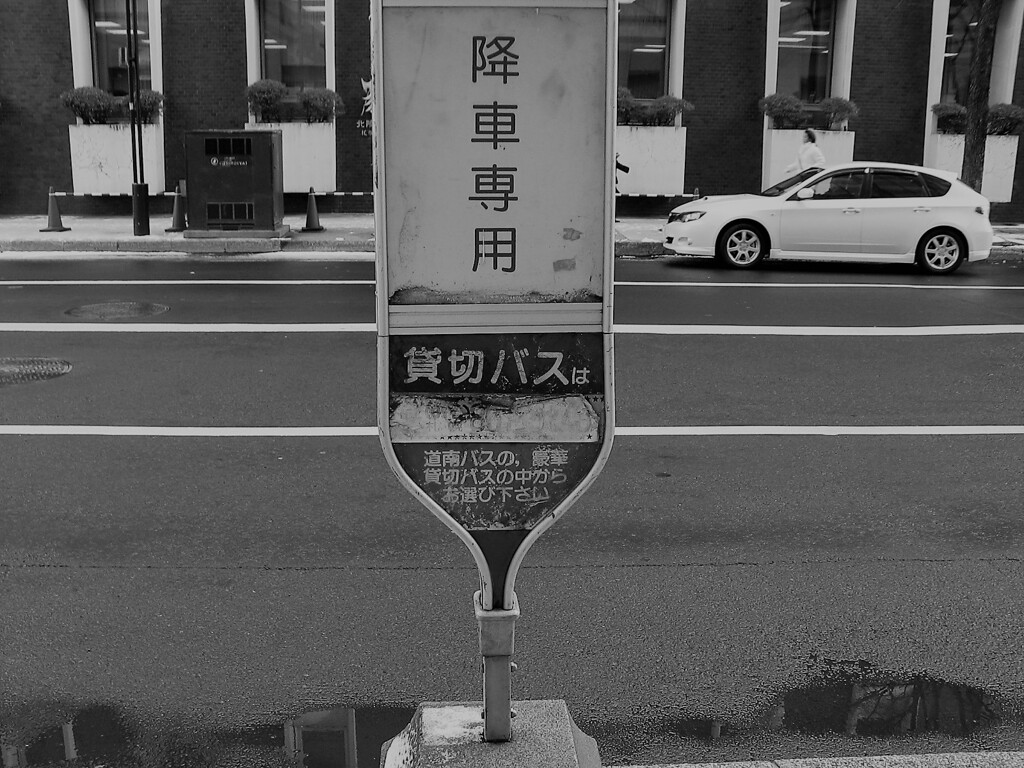 降車専用
貸切バスは
道南バスの，豪華
貸切バスの中から
お選び下さい